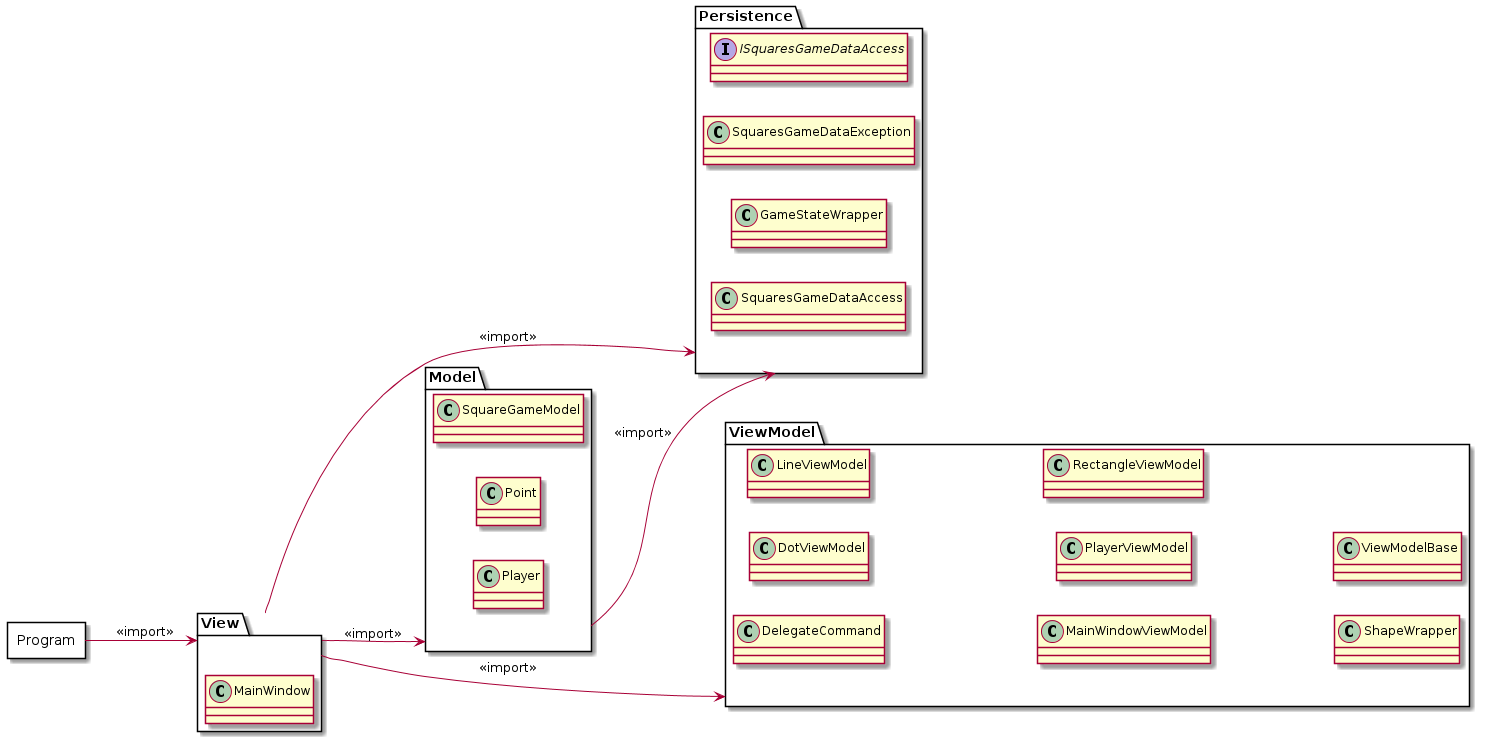 Persistence
I ISquaresGameDataAccess
C SquaresGameDataException
C GameStateWrapper
C SquaresGameDataAccess
«import»
Model
C SquareGameModel
C Point
C Player
«import»
ViewModel
C LineViewModel
C RectangleViewModel
C DotViewModel
C PlayerViewModel
C ViewModelBase
C DelegateCommand
C MainWindowViewModel
C ShapeWrapper
Program
«import»
View
C MainWindow
«import»
«import»